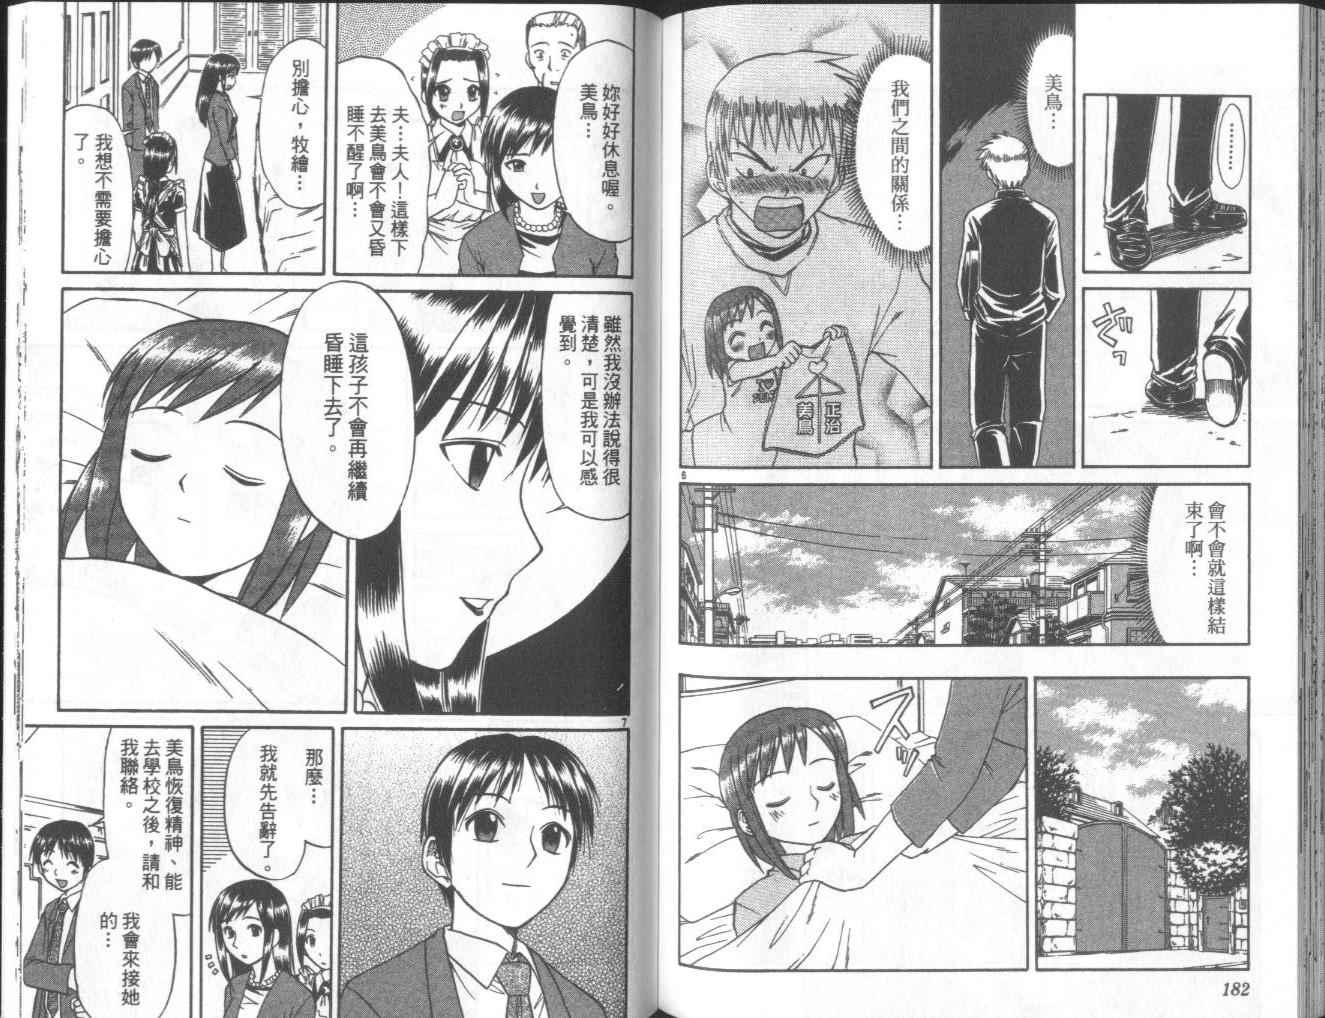 ………
ざっ
美鳥…
我們之間的關係…
正治
美鳥
6
會不會就這樣結
束了啊…
スッ
182
妳好好休息喔。
美鳥…
夫…夫人！這樣下
去美鳥會不會又昏
睡不醒了啊…
別擔心，牧繪…
我想不需要擔心
了。
雖然我沒辦法說得很
清楚，可是我可以感
覺到。
這孩子不會再繼續
昏睡下去了。
7
那麼…
我就先告辭了。
美鳥恢復精神、能
去學校之後，請和
我聯絡。
我會來接她
的…